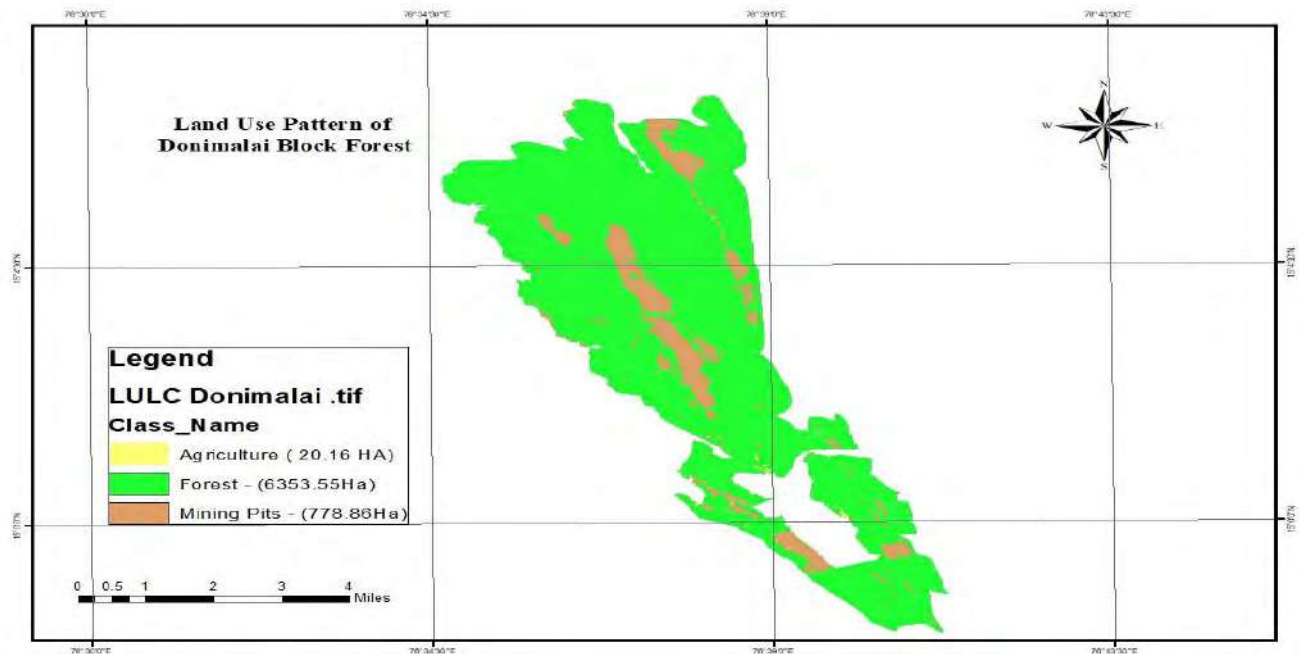 Land Use Pattern of
Donimalai Block Forest
N
W
E
S
Legend
LULC Donimalai .tif
Class_Name
Agriculture ( 20.16 HA)
Forest - (6353.55Ha)
Mining Pits - (778.86Ha)
0 0.5 1 2 3 4
Miles